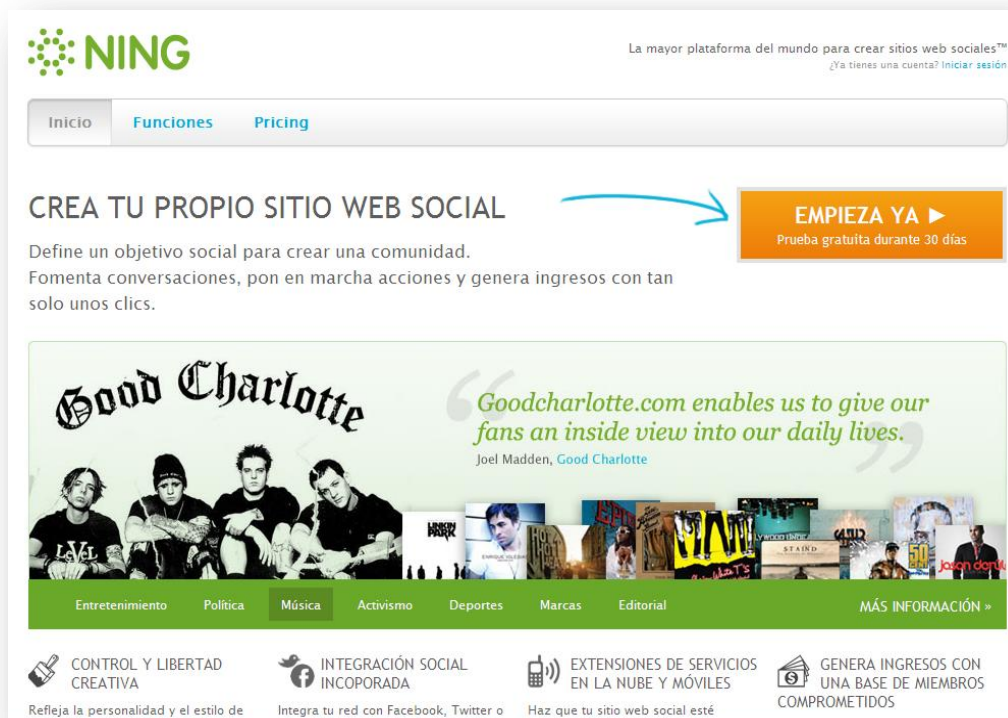 NING
La mayor plataforma del mundo para crear sitios web sociales™
¿Ya tienes una cuenta? Iniciar sesión
Inicio Funciones Pricing
CREA TU PROPIO SITIO WEB SOCIAL
EMPIEZA YA ►
Prueba gratuita durante 30 días
Define un objetivo social para crear una comunidad.
Fomenta conversaciones, pon en marcha acciones y genera ingresos con tan
solo unos clics.
Good Charlotte
“Goodcharlotte.com enables us to give our
fans an inside view into our daily lives.”
Joel Madden, Good Charlotte
LEVEL
LINKIN
PARK
ENRIQUE IGLESIAS
STAIND
50
CENT
Entretenimiento Política Música Activismo Deportes Marcas Editorial MÁS INFORMACIÓN »
CONTROL Y LIBERTAD
CREATIVA
Refleja la personalidad y el estilo de
INTEGRACIÓN SOCIAL
INCOPORADA
Integra tu red con Facebook, Twitter o
EXTENSIONES DE SERVICIOS
EN LA NUBE Y MÓVILES
Haz que tu sitio web social esté
GENERA INGRESOS CON
UNA BASE DE MIEMBROS
COMPROMETIDOS